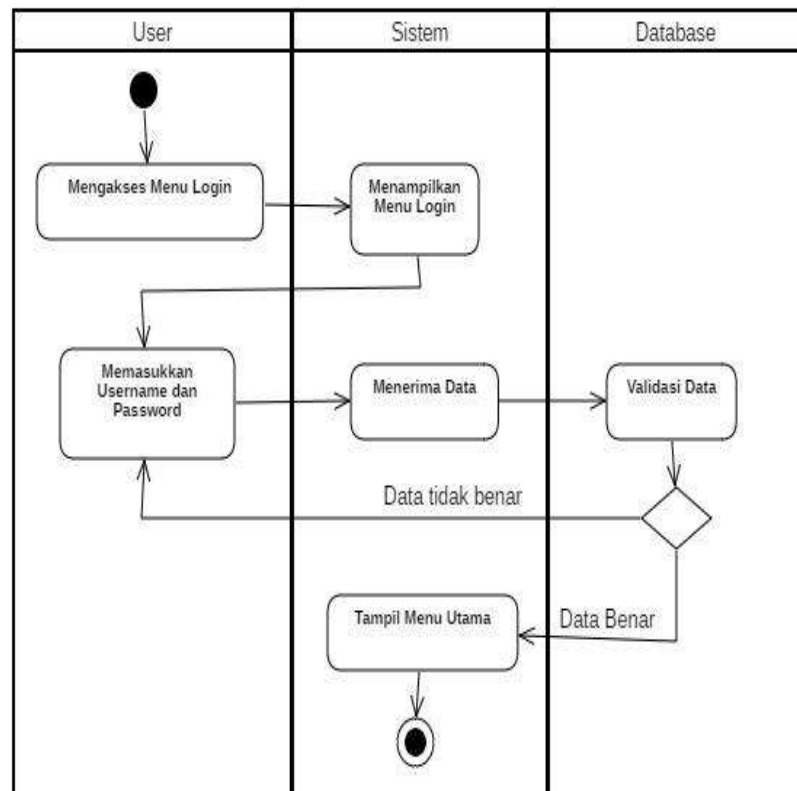 User
Sistem
Database
Mengakses Menu Login
Menampilkan
Menu Login
Memasukkan
Username dan
Password
Menerima Data
Validasi Data
Data tidak benar
Tampil Menu Utama
Data Benar